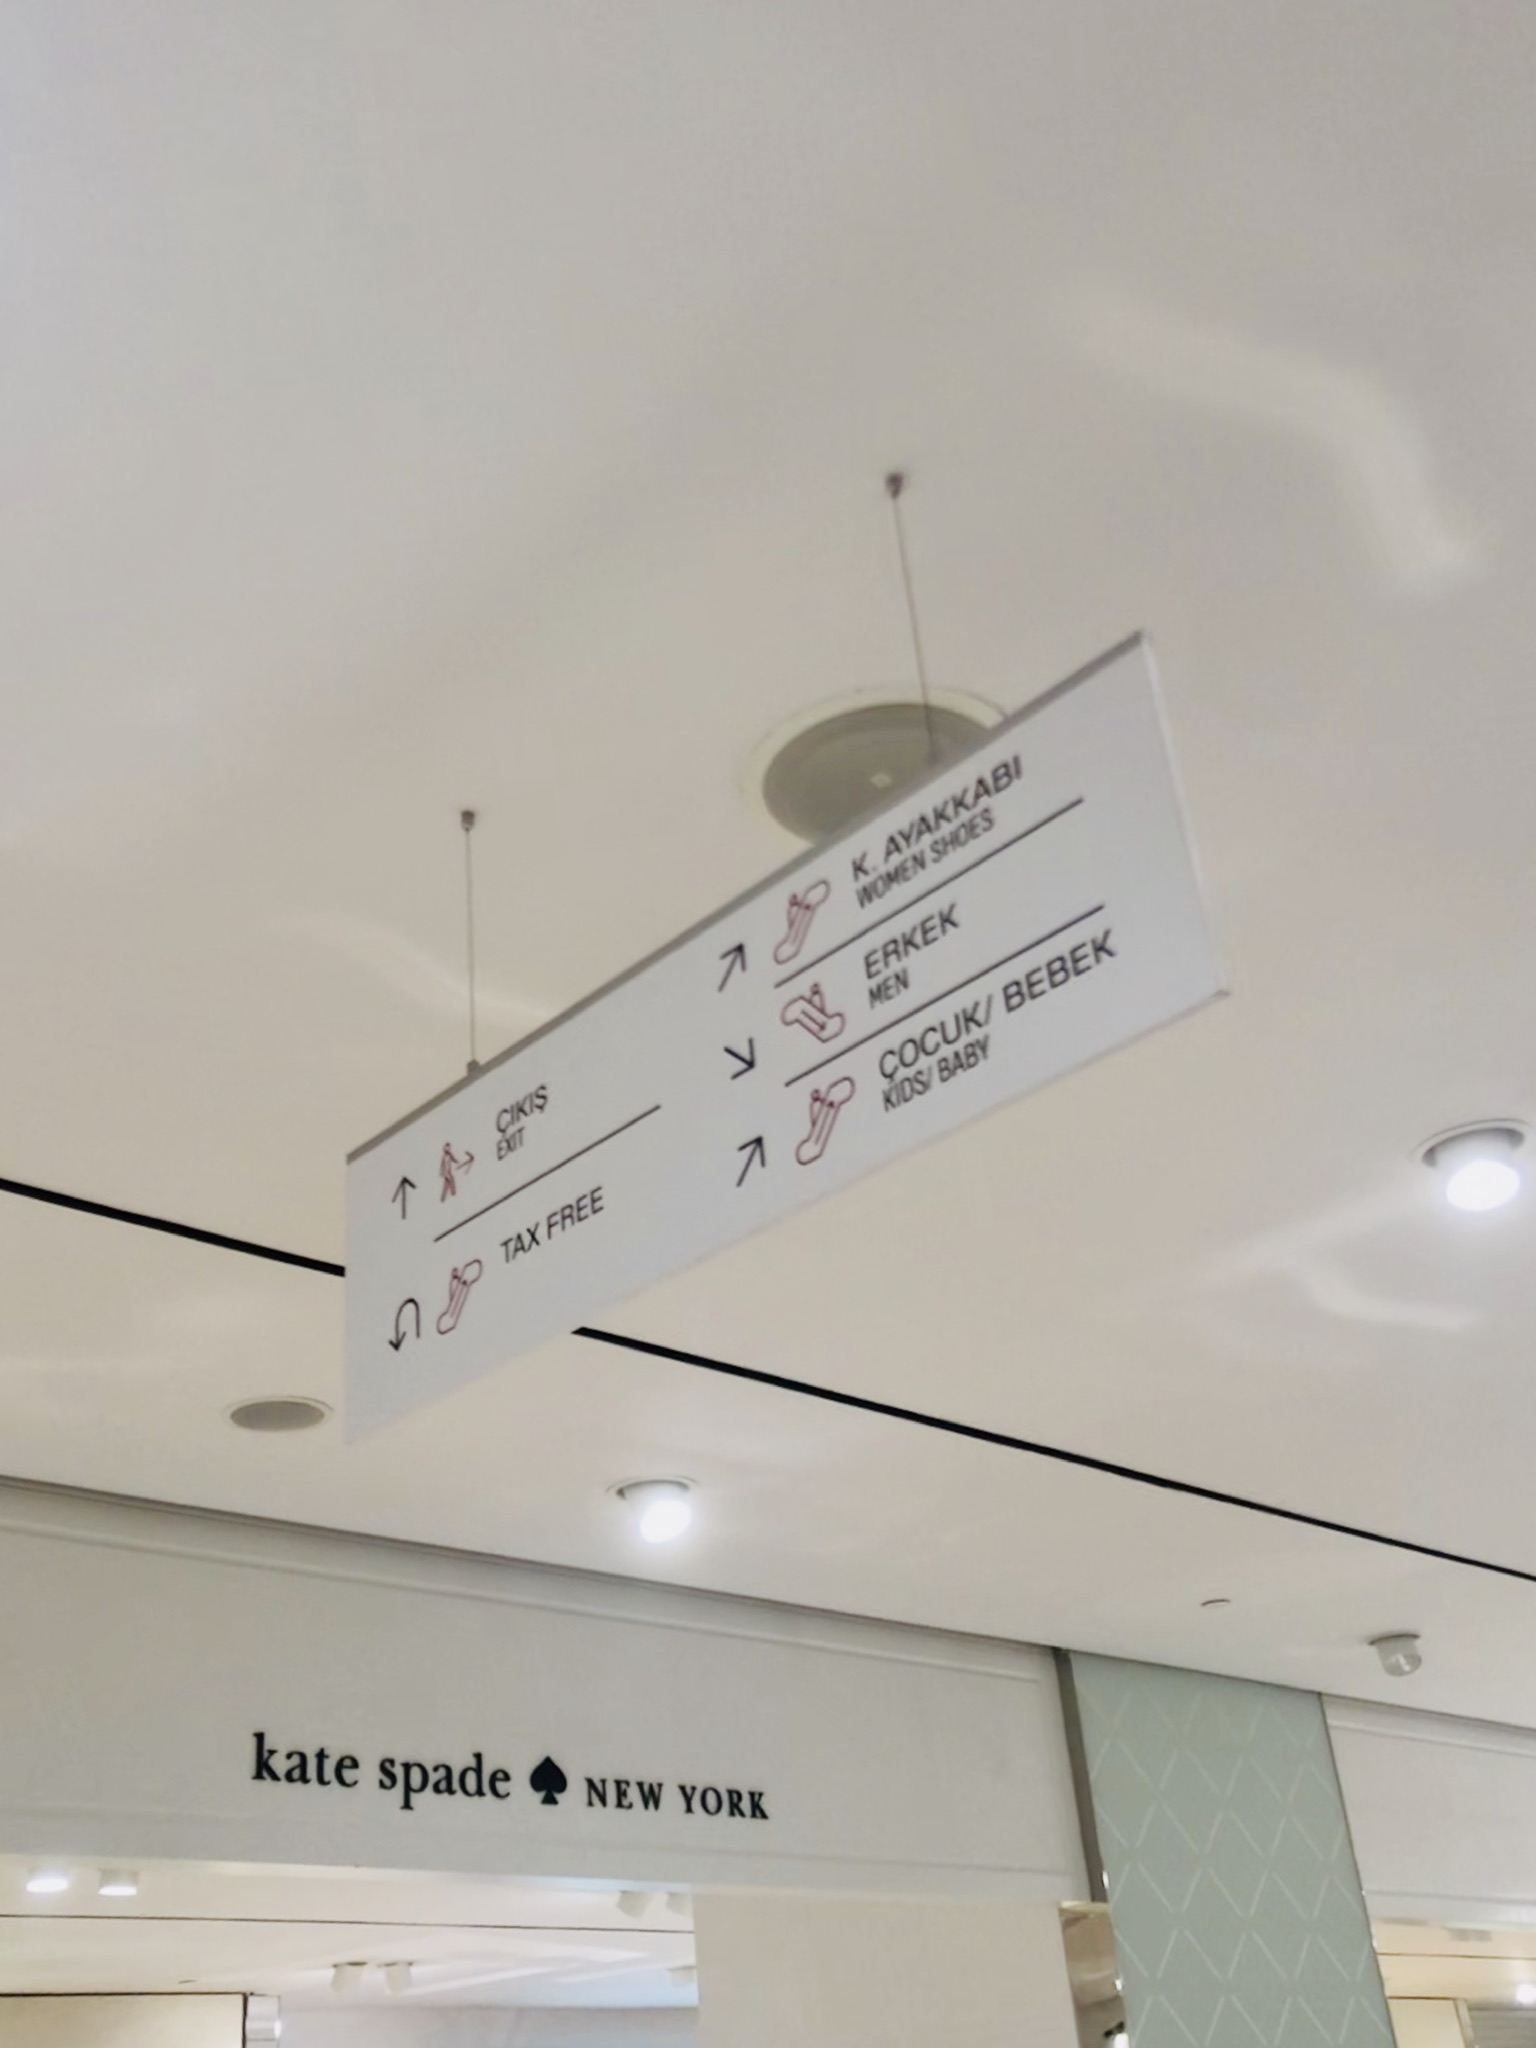 ÇIKIŞ
EXIT
TAX FREE
K. AYAKKABI
WOMEN SHOES
ERKEK
MEN
ÇOCUK/ BEBEK
KIDS/ BABY
kate spade NEW YORK